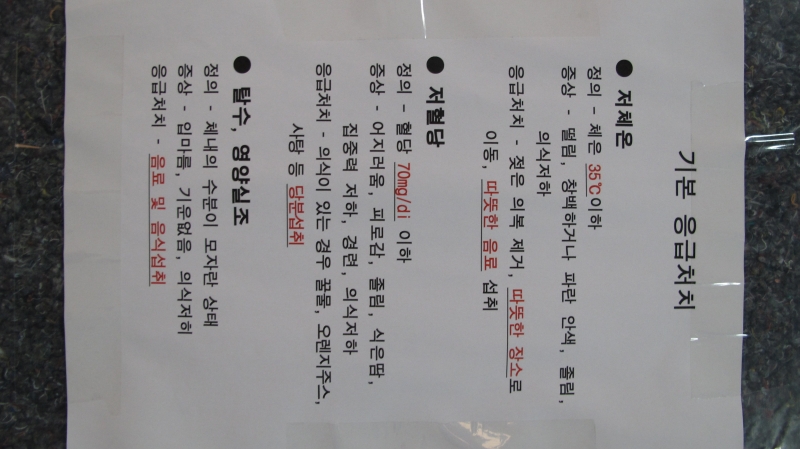 기본 응급처치
● 저체온
정의 - 체온 35℃이하
증상 - 떨림, 창백하거나 파란 안색, 졸림,
의식저하
응급처치 - 젖은 의복 제거, 따뜻한 장소로
이동, 따뜻한 음료 섭취
● 저혈당
정의 - 혈당 70mg/dl 이하
증상 - 어지러움, 피로감, 졸림, 식은땀,
집중력 저하, 경련, 의식저하
응급처치 - 의식이 있는 경우 꿀물, 오렌지주스,
사탕 등 당분섭취
● 탈수, 영양실조
정의 - 체내의 수분이 모자란 상태
증상 - 입마름, 기운없음, 의식저히
응급처치 - 음료 및 음식섭취